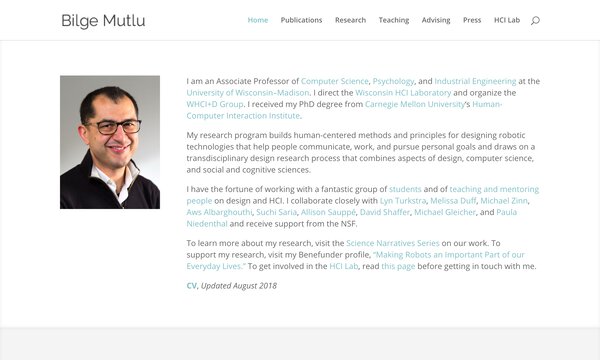 Bilge Mutlu
Home Publications Research Teaching Advising Press HCI Lab
I am an Associate Professor of Computer Science, Psychology, and Industrial Engineering at the
University of Wisconsin–Madison. I direct the Wisconsin HCI Laboratory and organize the
WHCI+D Group. I received my PhD degree from Carnegie Mellon University's Human-
Computer Interaction Institute.
My research program builds human-centered methods and principles for designing robotic
technologies that help people communicate, work, and pursue personal goals and draws on a
transdisciplinary design research process that combines aspects of design, computer science,
and social and cognitive sciences.
I have the fortune of working with a fantastic group of students and of teaching and mentoring
people on design and HCI. I collaborate closely with Lyn Turkstra, Melissa Duff, Michael Zinn,
Aws Albarghouthi, Suchi Saria, Allison Sauppé, David Shaffer, Michael Gleicher, and Paula
Niedenthal and receive support from the NSF.
To learn more about my research, visit the Science Narratives Series on our work. To
support my research, visit my Benefunder profile, "Making Robots an Important Part of our
Everyday Lives." To get involved in the HCI Lab, read this page before getting in touch with me.
CV, Updated August 2018